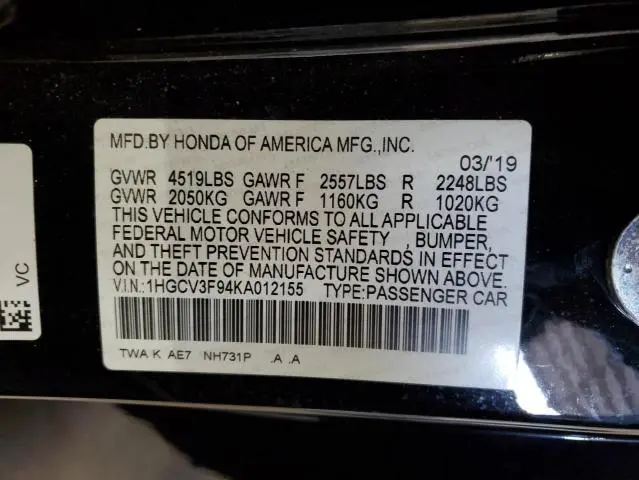 MFD.BY HONDA OF AMERICA MFG.,INC.
03/'19
GVWR 4519LBS GAWR F 2557LBS R 2248LBS
GVWR 2050KG GAWR F 1160KG R 1020KG
THIS VEHICLE CONFORMS TO ALL APPLICABLE
FEDERAL MOTOR VEHICLE SAFETY , BUMPER,
AND THEFT PREVENTION STANDARDS IN EFFECT
ON THE DATE OF MANUFACTURE SHOWN ABOVE.
V.I.N.:1HGCV3F94KA012155 TYPE:PASSENGER CAR
TWA K AE7 NH731P .A .A
VC